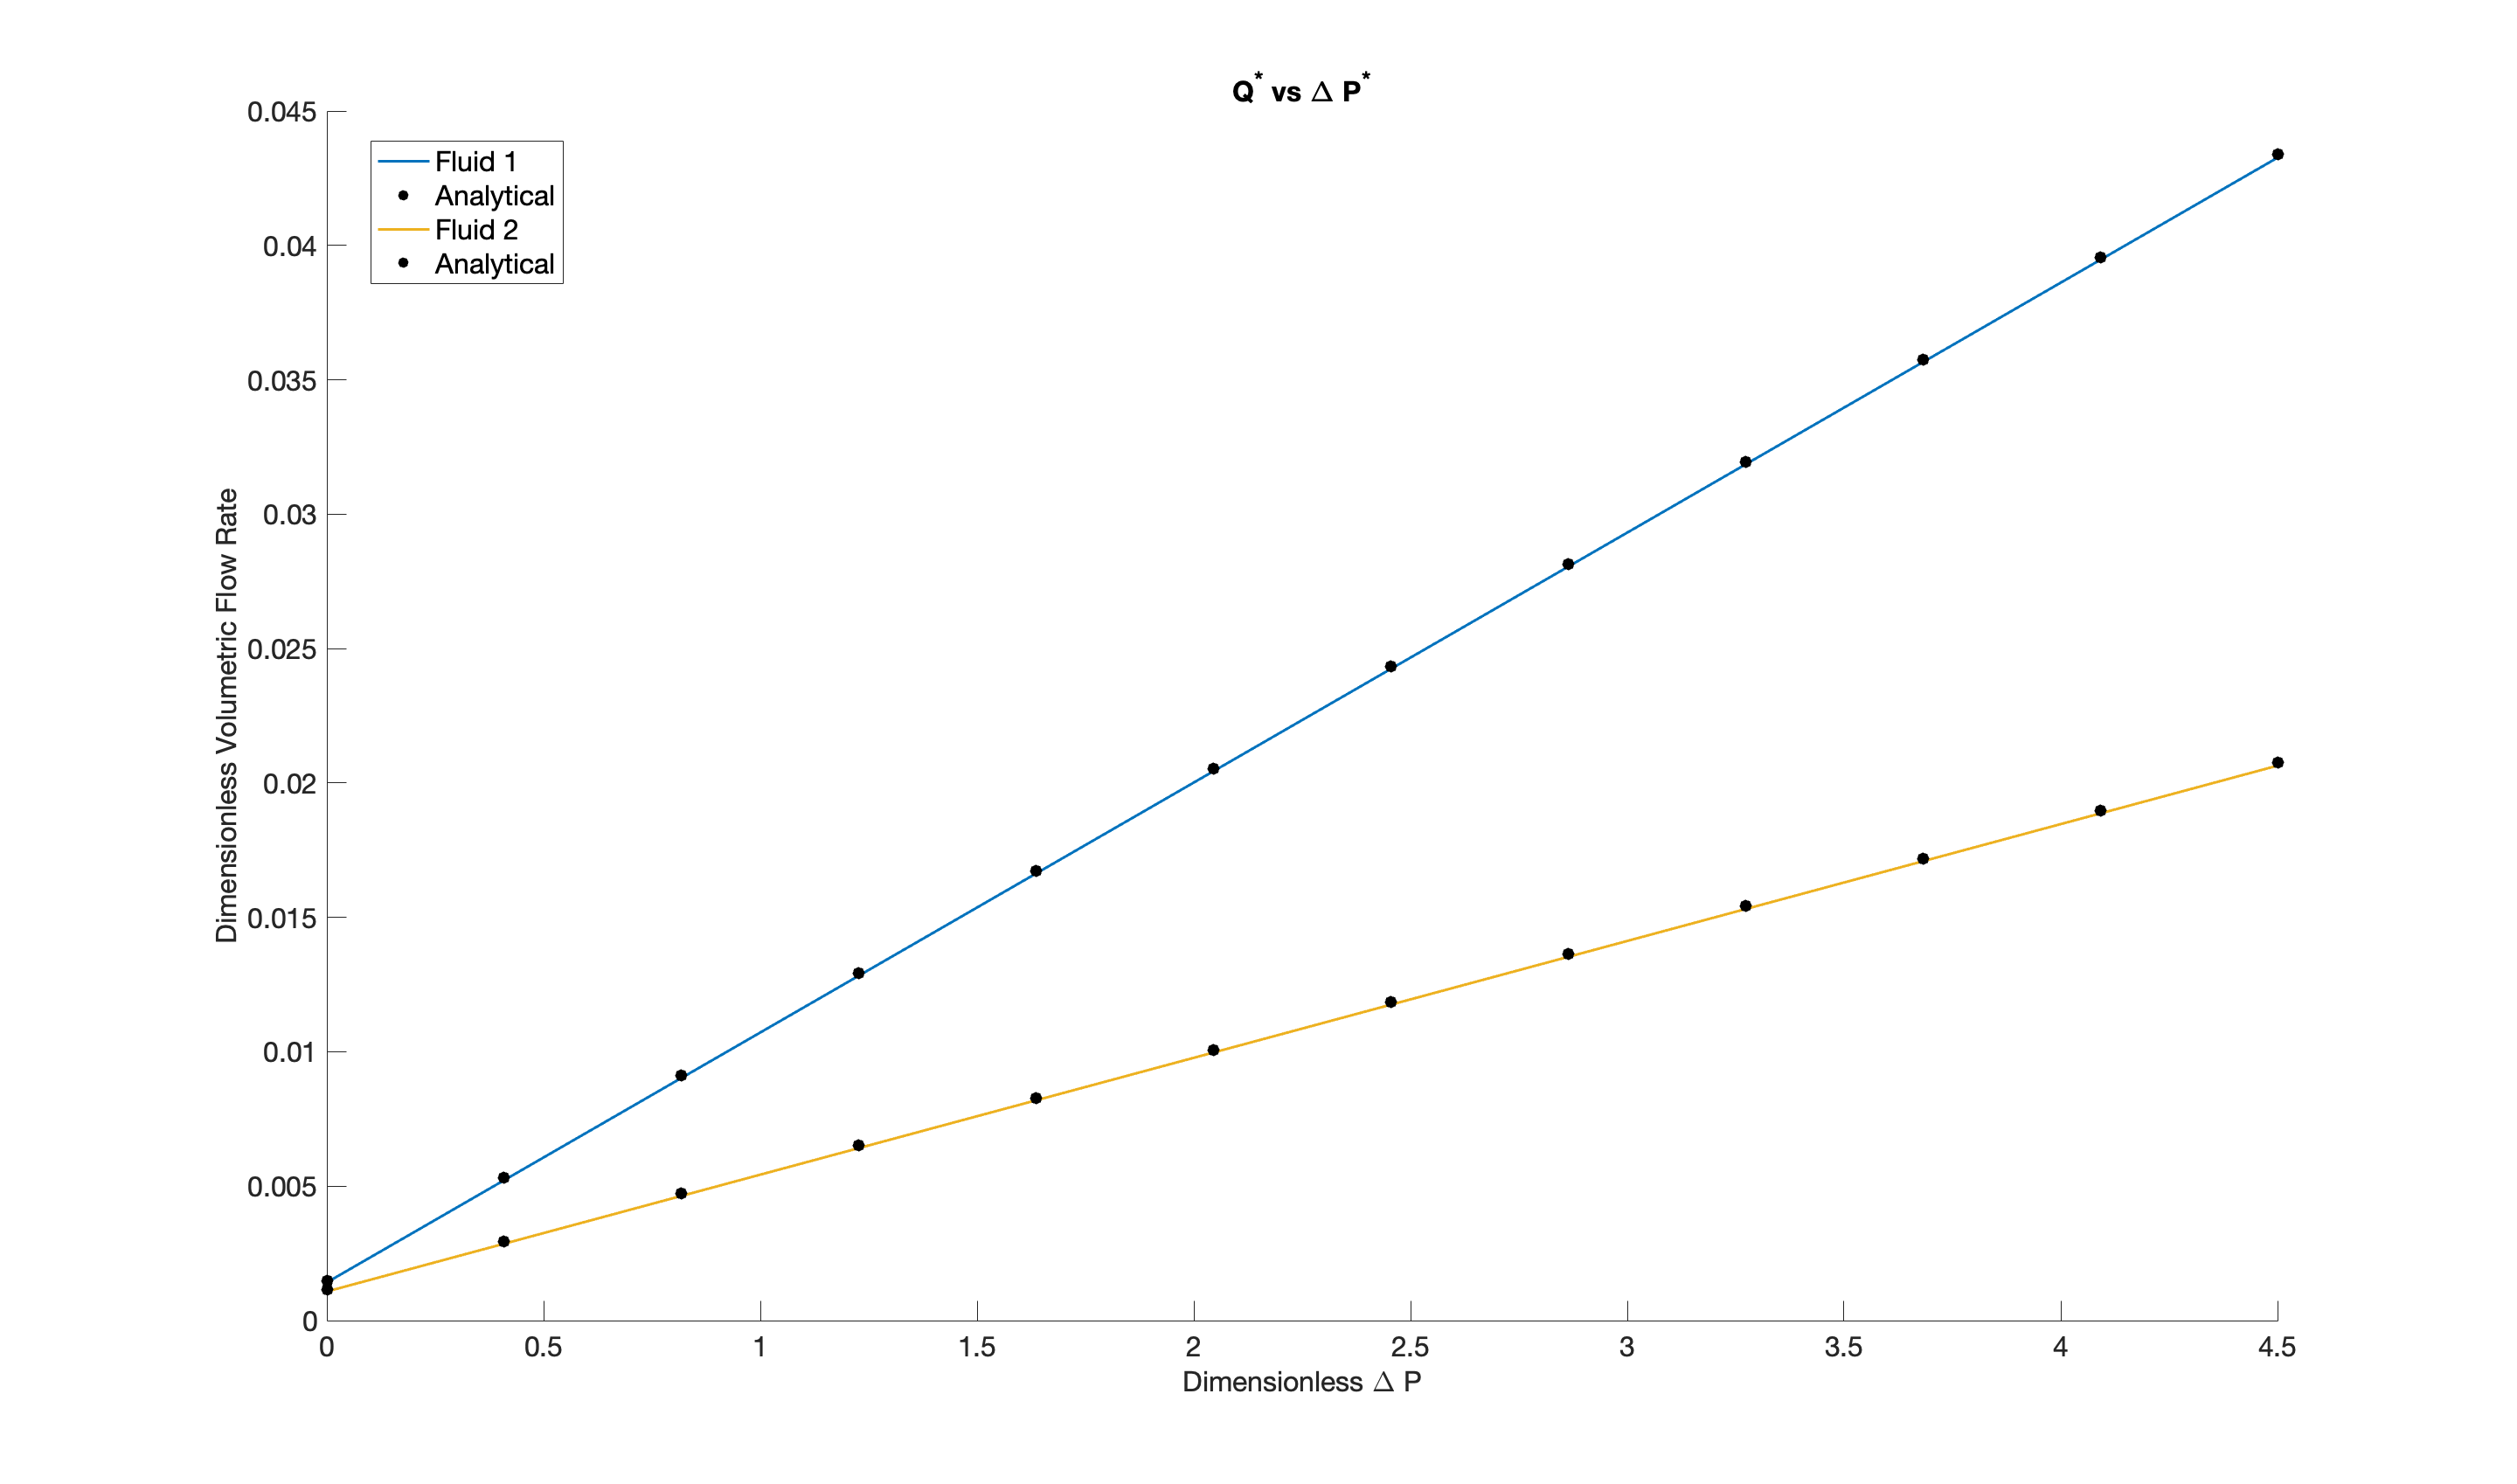 Q* vs Δ P*
Fluid 1
Analytical
Fluid 2
Analytical
0.045
0.04
0.035
0.03
0.025
0.02
0.015
0.01
0.005
0
Dimensionless Volumetric Flow Rate
0 0.5 1 1.5 2 2.5 3 3.5 4 4.5
Dimensionless Δ P